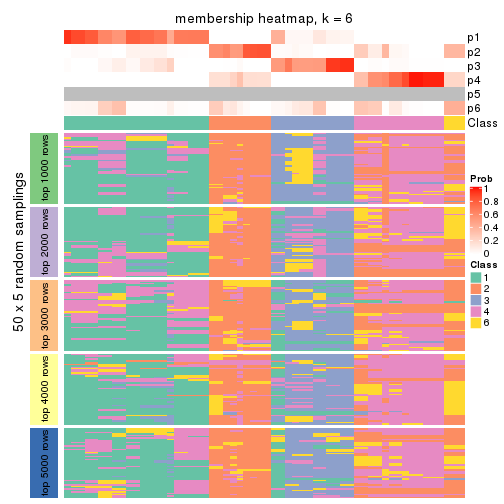 membership heatmap, k = 6
p1
p2
p3
p4
p5
p6
Class
50 x 5 random samplings
top 1000 rows
top 2000 rows
top 3000 rows
top 4000 rows
top 5000 rows
Prob
1
0.8
0.6
0.4
0.2
0
Class
1
2
3
4
6